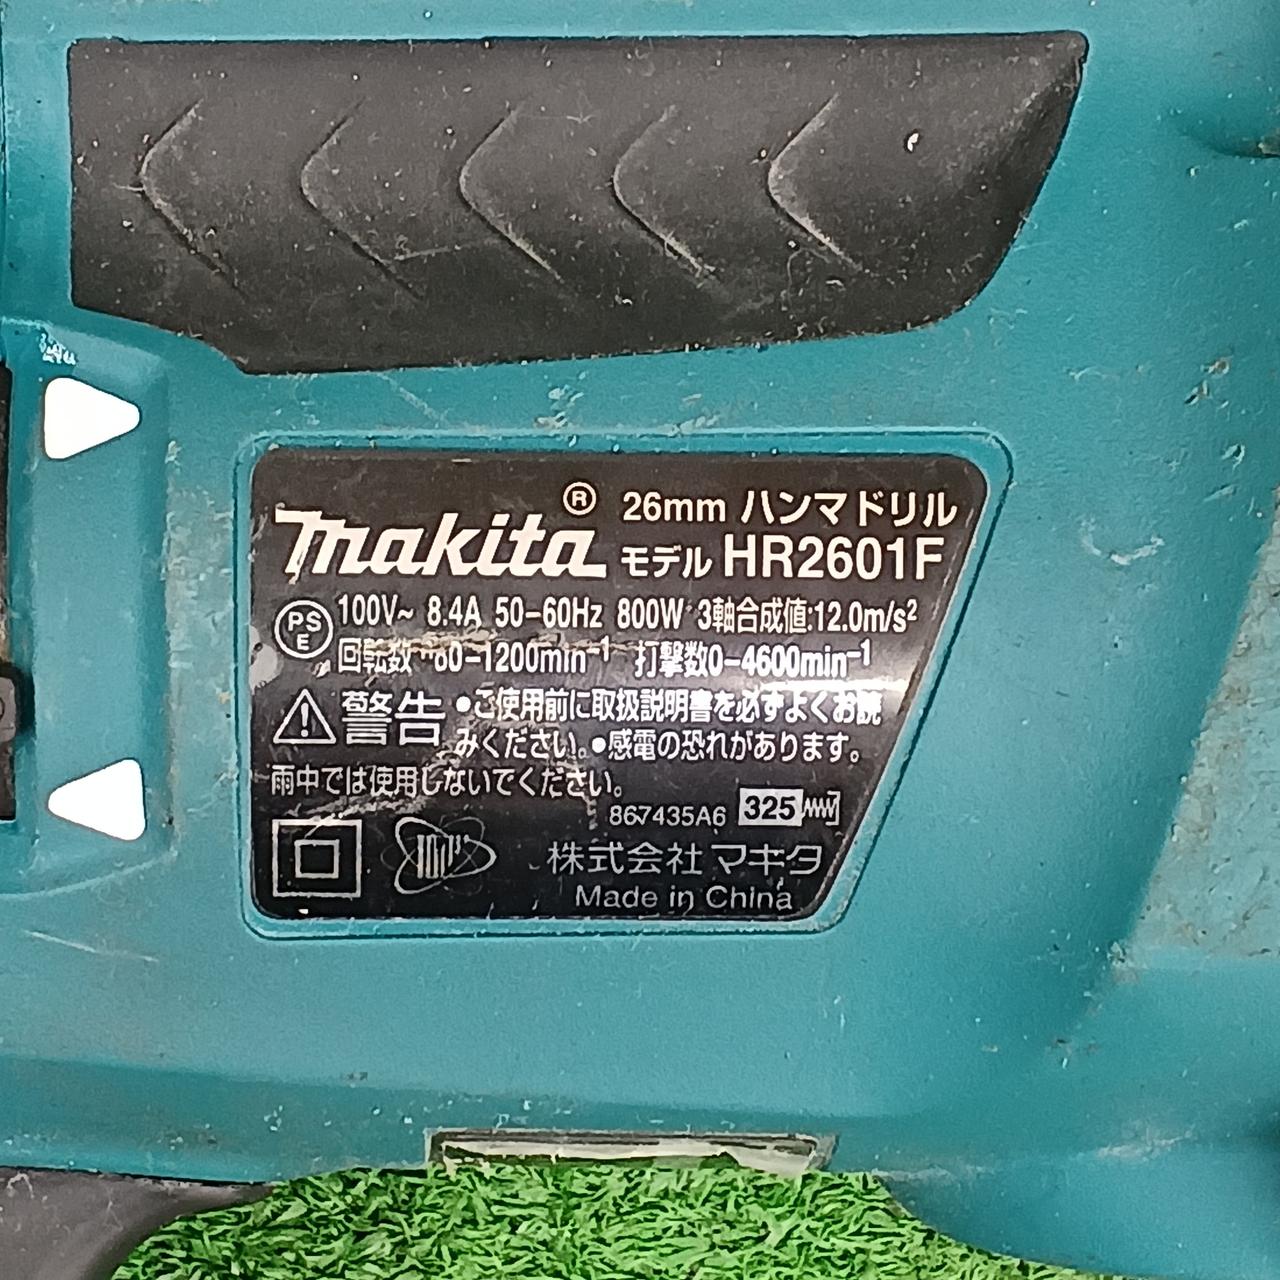 makita® 26mm ハンマドリル
モデル HR2601F
PSE 100V~ 8.4A 50-60Hz 800W 3軸合成値:12.0m/s²
回転数 0-1200min⁻¹ 打撃数0-4600min⁻¹
警告 •ご使用前に取扱説明書を必ずよくお読
みください。•感電の恐れがあります。
雨中では使用しないでください。
867435A6 325
株式会社 マキタ
Made in China